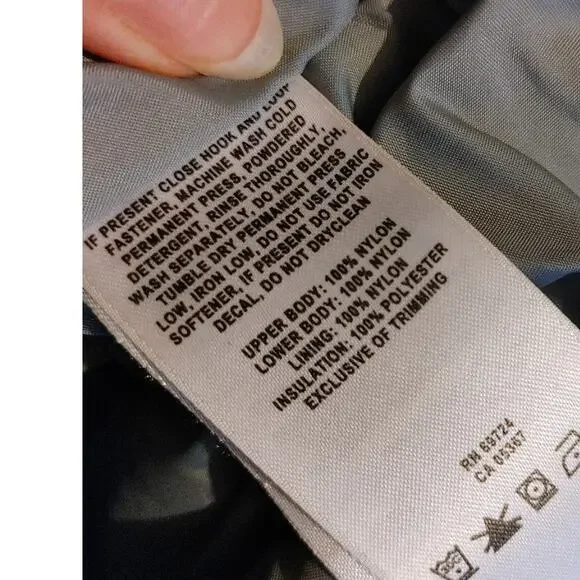 IF PRESENT CLOSE HOOK AND LOOP
FASTENER, MACHINE WASH COLD
PERMANENT PRESS, POWDERED
DETERGENT, RINSE THOROUGHLY,
WASH SEPARATELY, DO NOT BLEACH,
TUMBLE DRY PERMANENT PRESS
LOW, IRON LOW, DO NOT USE FABRIC
SOFTENER, IF PRESENT DO NOT IRON
DECAL, DO NOT DRYCLEAN
UPPER BODY: 100% NYLON
LOWER BODY: 100% NYLON
LINING: 100% NYLON
INSULATION: 100% POLYESTER
EXCLUSIVE OF TRIMMING
RN 69724
CA 05367